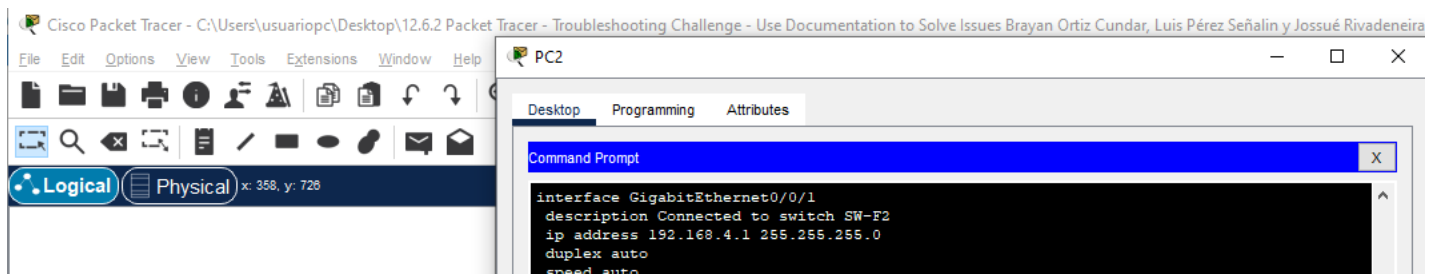 Cisco Packet Tracer - C:\Users\usuariopc\Desktop\12.6.2 Packet Tracer - Troubleshooting Challenge - Use Documentation to Solve Issues Brayan Ortiz Cundar, Luis Pérez Señalin y Jossué Rivadeneira
File Edit Options View Tools Extensions Window Help
PC2
Desktop Programming Attributes
Command Prompt
X
Logical Physical x: 358, y: 726
interface GigabitEthernet0/0/1
description Connected to switch SW-F2
ip address 192.168.4.1 255.255.255.0
duplex auto
speed auto